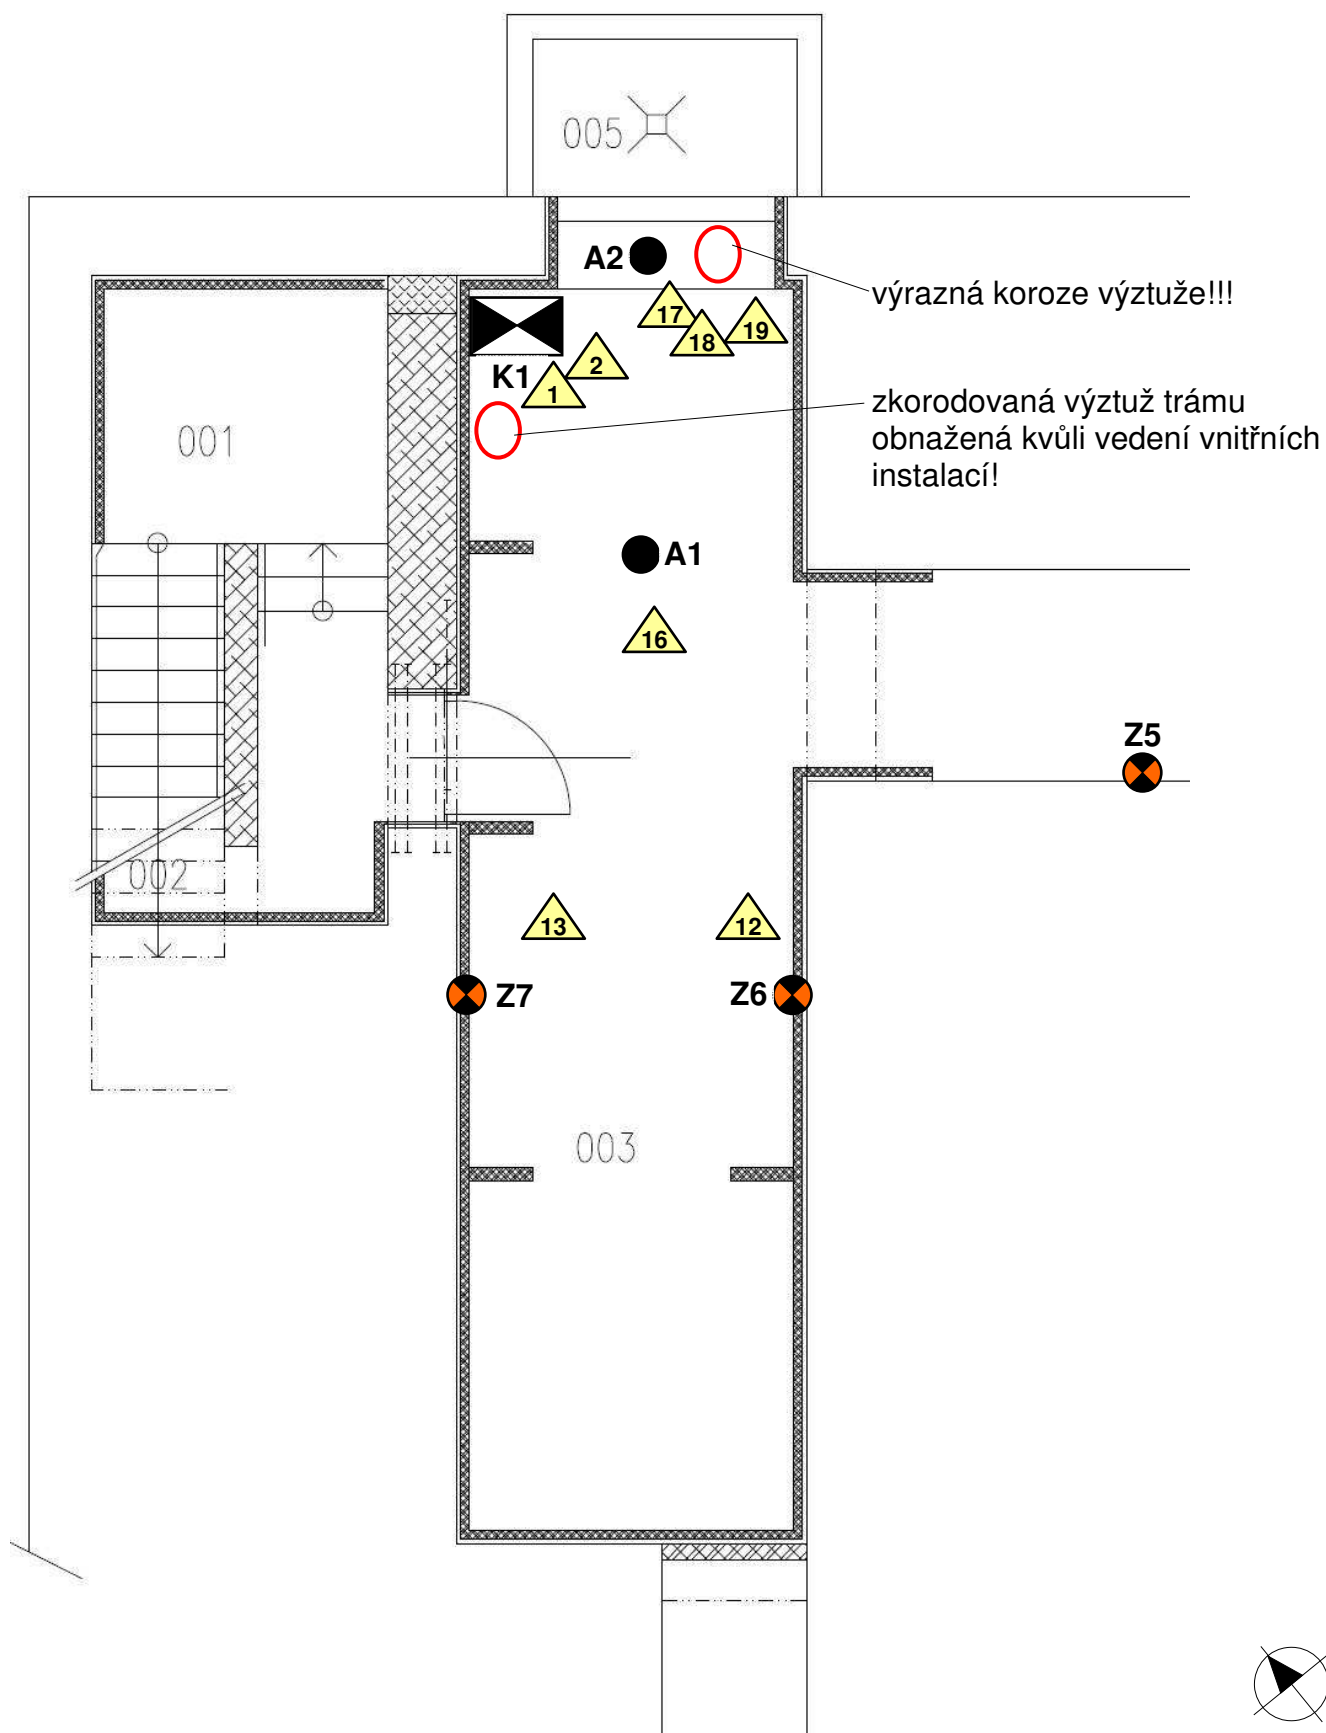 005
A2
výrazná koroze výztuže!!!
17
18
19
2
K1
1
zkorodovaná výztuž trámu
obnažená kvůli vedení vnitřních
instalací!
001
A1
16
Z5
002
13
12
Z7
Z6
003